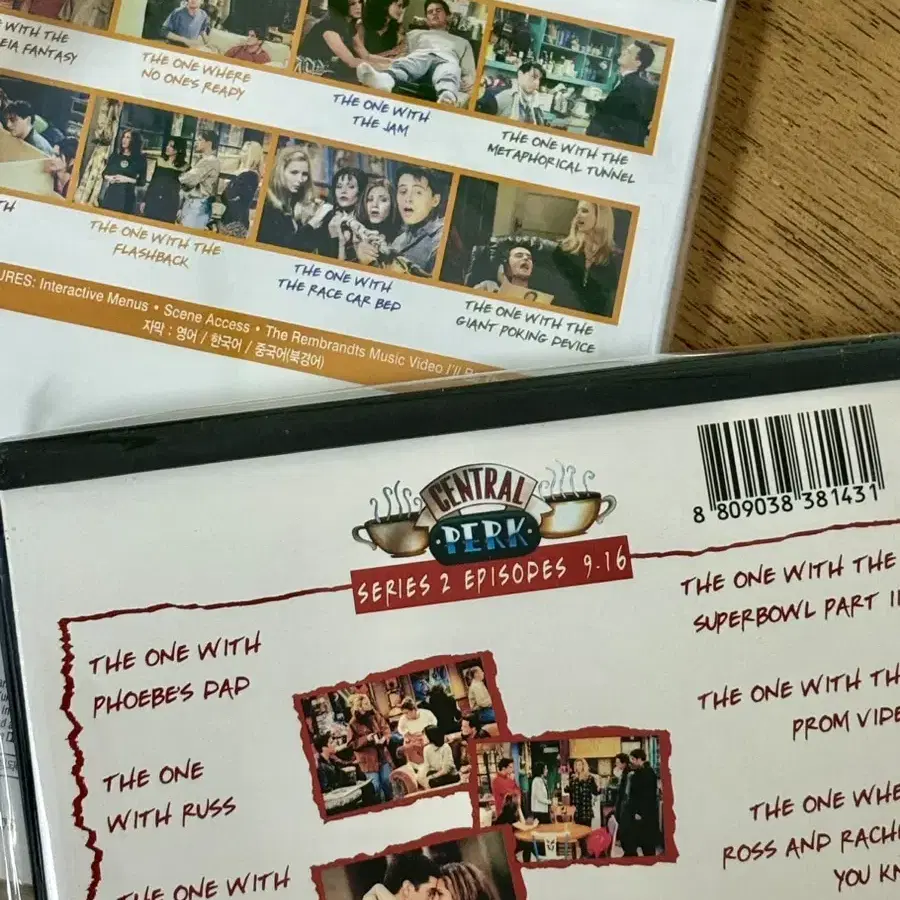 WITH THE
FANTASY
THE ONE WHERE
NO ONE'S READY
THE ONE WITH
THE JAM
THE ONE WITH THE
METAPHORICAL TUNNEL
THE ONE WITH THE
FLASHBACK
THE ONE WITH
THE RACE CAR BED
THE ONE WITH THE
GIANT POKING DEVICE
URES: Interactive Menus • Scene Access • The Rembrandts Music Video I'll
자막 : 영어 / 한국어 / 중국어(북경어)
CENTRAL
PERK
SERIES 2 EPISODES 9-16
8 809038 381431
THE ONE WITH
PHOEBE'S DAD
THE ONE
WITH RUSS
THE ONE WITH
THE ONE WITH THE
SUPERBOWL PART II
THE ONE WITH TH
PROM VIDE
THE ONE WHE
ROSS AND RACH
YOU KN